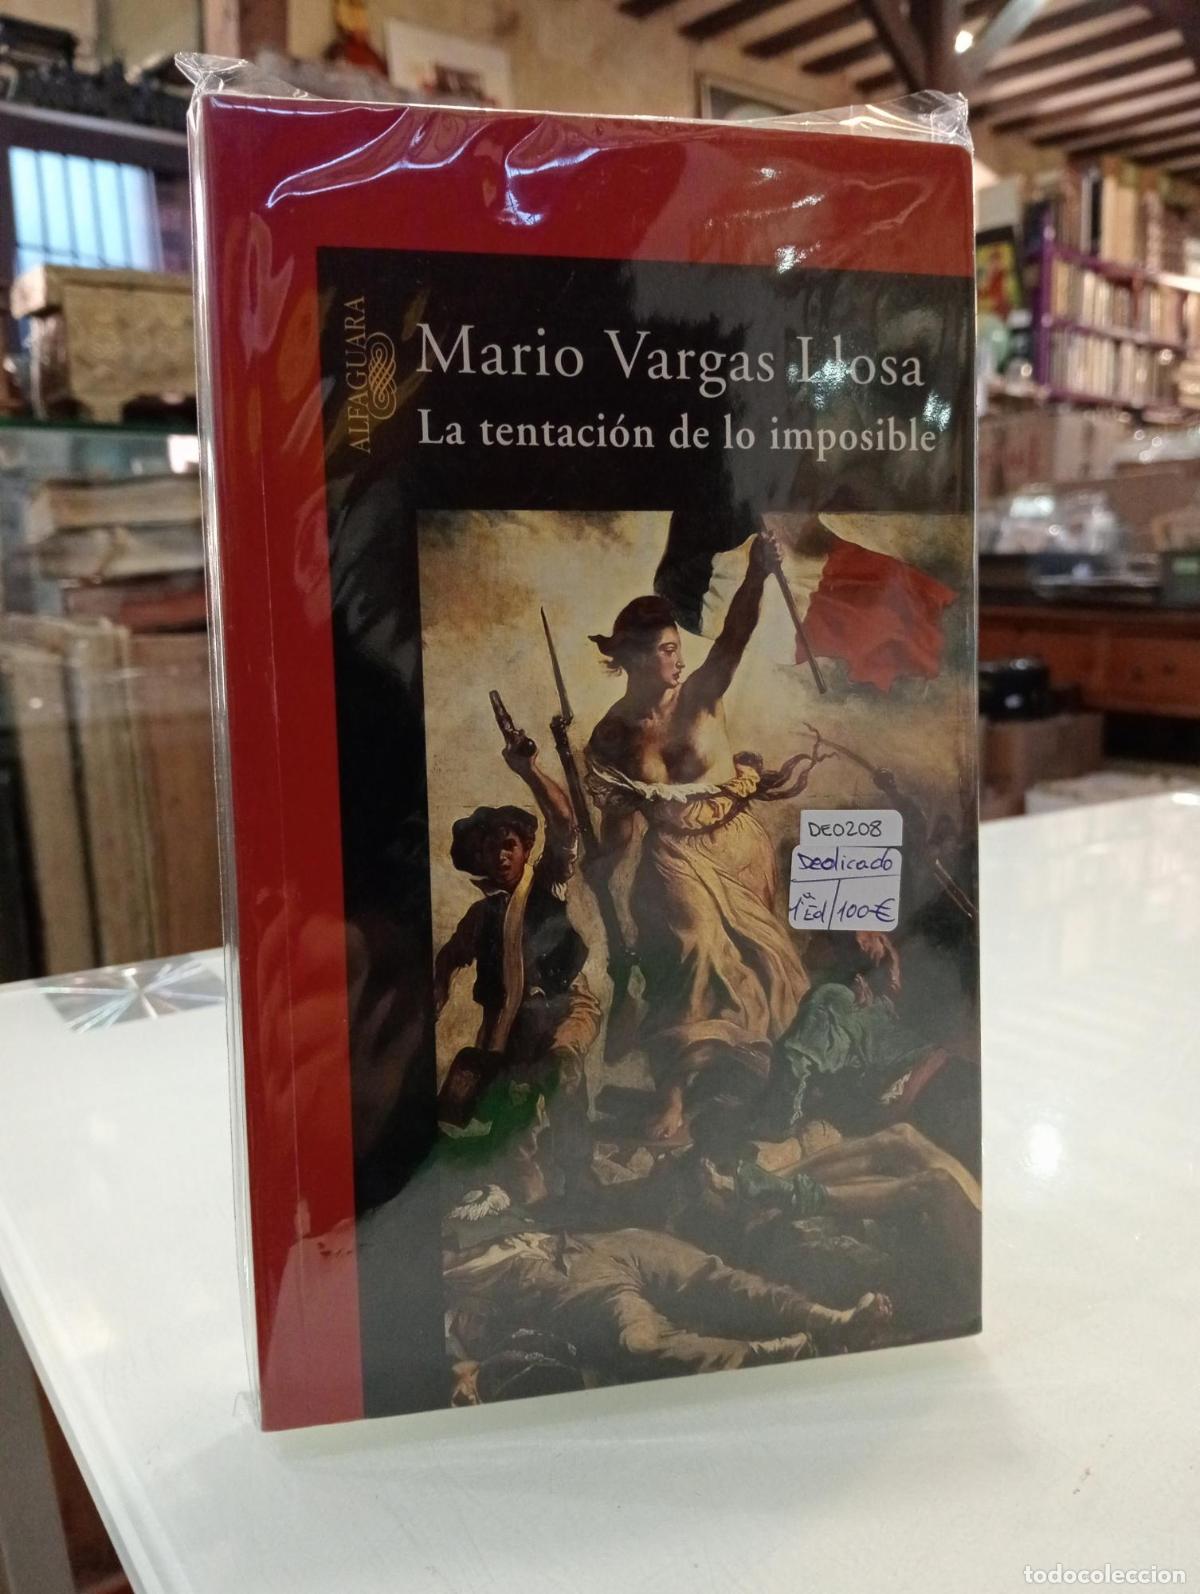 ALFAGUARA
Mario Vargas Llosa
La tentación de lo imposible
DE0208
Dedicado
1ª Ed/100€
todocoleccion